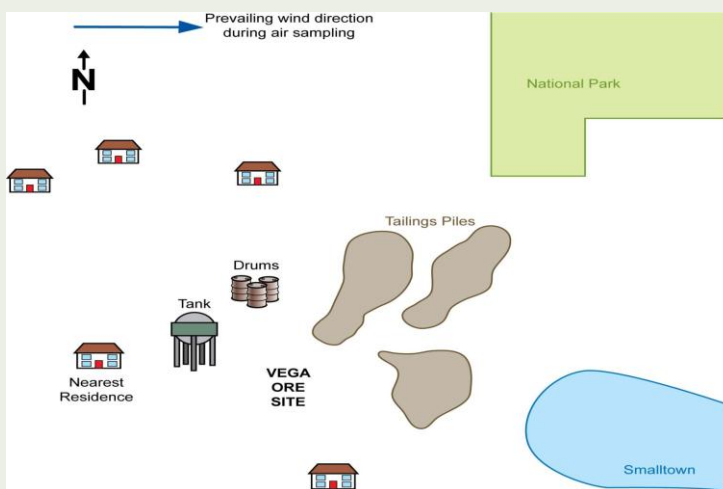 Prevailing wind direction
during air sampling
N
National Park
Tailings Piles
Drums
Tank
Nearest
Residence
VEGA
ORE
SITE
Smalltown